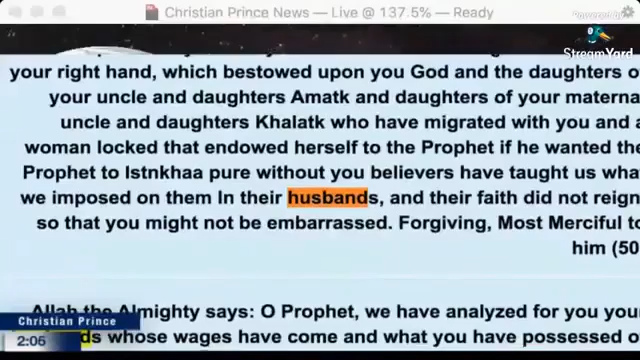 Christian Prince News — Live @ 137.5% — Ready
Powered by
StreamYard
your right hand, which bestowed upon you God and the daughters o
your uncle and daughters Amatk and daughters of your materna
uncle and daughters Khalatk who have migrated with you and a
woman locked that endowed herself to the Prophet if he wanted the
Prophet to Istnkhaa pure without you believers have taught us wha
we imposed on them In their husbands, and their faith did not reign
so that you might not be embarrassed. Forgiving, Most Merciful to
him (50
Allah the Almighty says: O Prophet, we have analyzed for you you
Christian Prince
ds whose wages have come and what you have possessed o
2:06